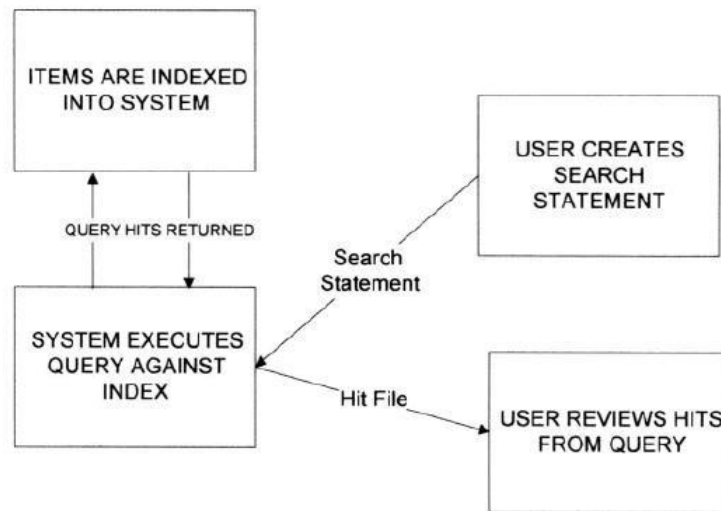 ITEMS ARE INDEXED
INTO SYSTEM
USER CREATES
SEARCH
STATEMENT
QUERY HITS RETURNED
Search
Statement
SYSTEM EXECUTES
QUERY AGAINST
INDEX
Hit File
USER REVIEWS HITS
FROM QUERY